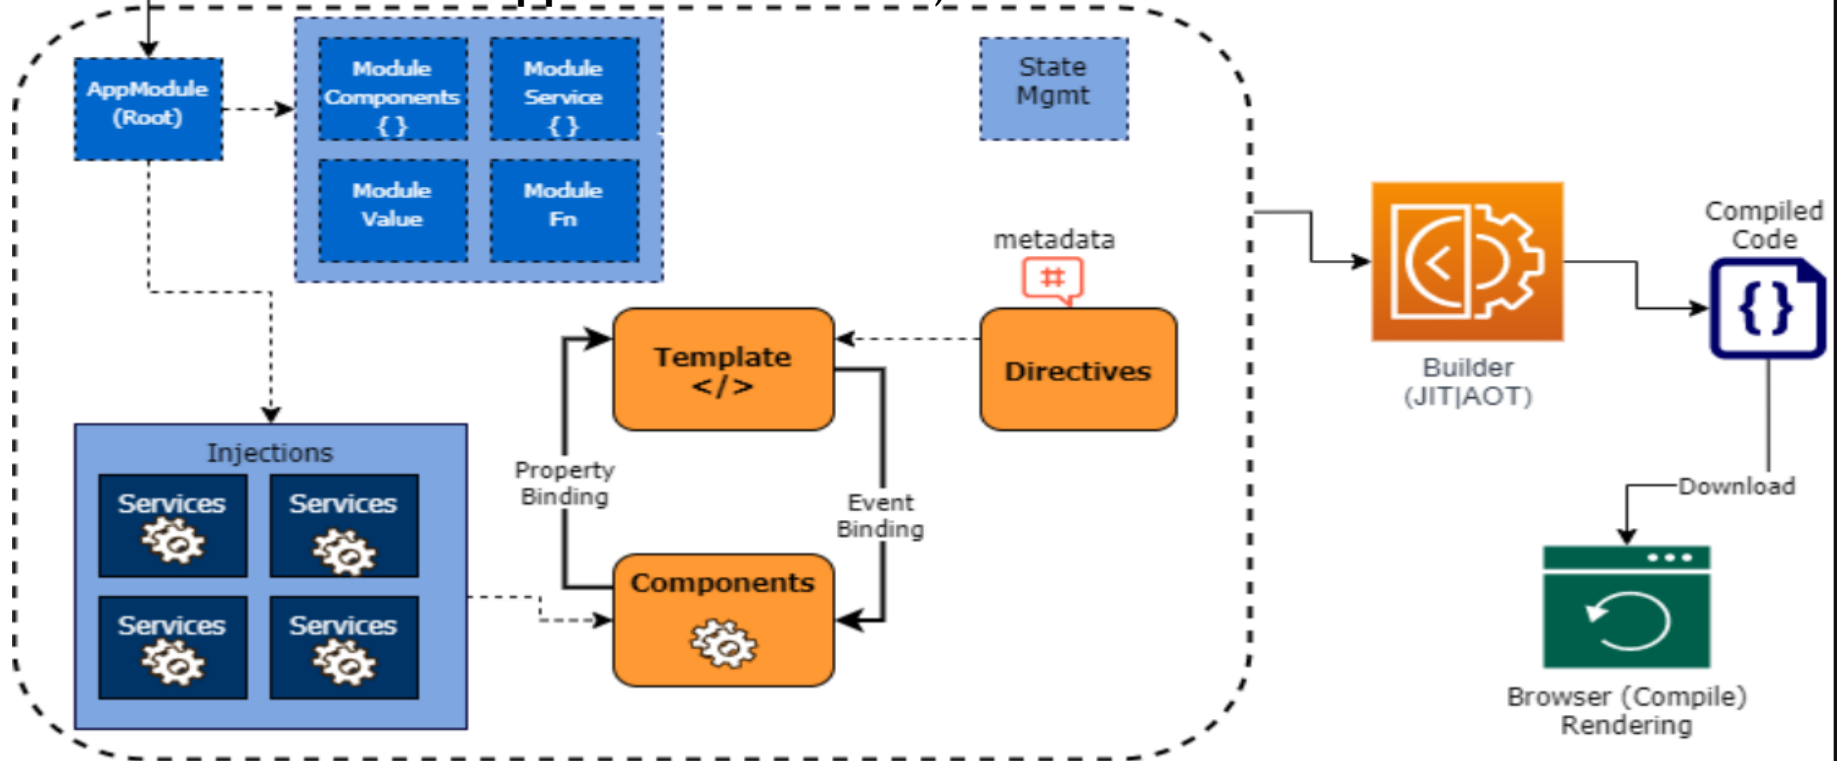 AppModule
(Root)
Module
Components
{}
Module
Service
{}
Module
Value
Module
Fn
State
Mgmt
metadata
#
Template
</>
Directives
Property
Binding
Event
Binding
Components
Injections
Services
Services
Services
Services
Builder
(JIT|AOT)
Compiled
Code
{}
Download
Browser (Compile)
Rendering